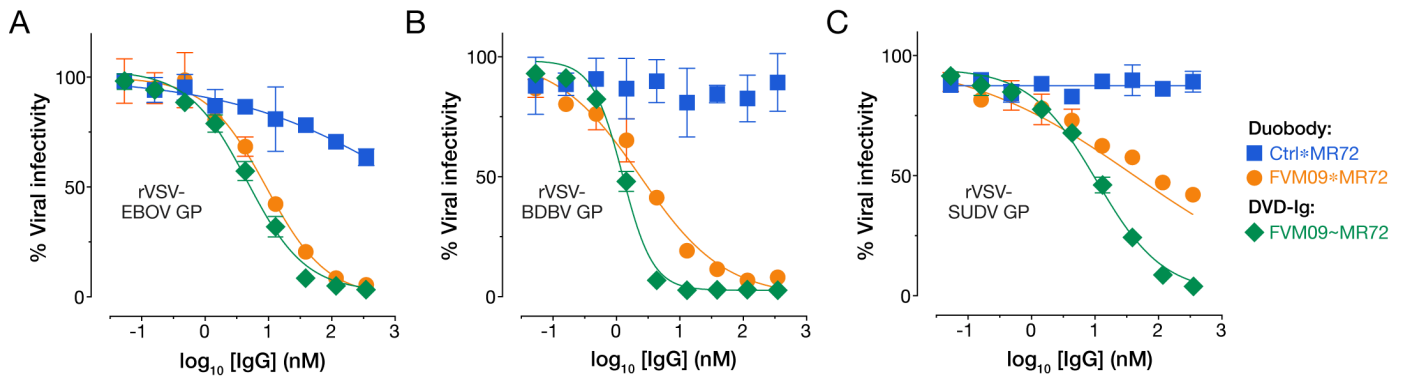 A
% Viral infectivity
100
50
0
rVSV-
EBOV GP
-1 0 1 2 3
log10 [IgG] (nM)
B
% Viral infectivity
100
50
0
rVSV-
BDBV GP
-1 0 1 2 3
log10 [IgG] (nM)
C
% Viral infectivity
100
50
0
rVSV-
SUDV GP
-1 0 1 2 3
log10 [IgG] (nM)
Duobody:
Ctrl*MR72
FVM09*MR72
DVD-Ig:
FVM09~MR72